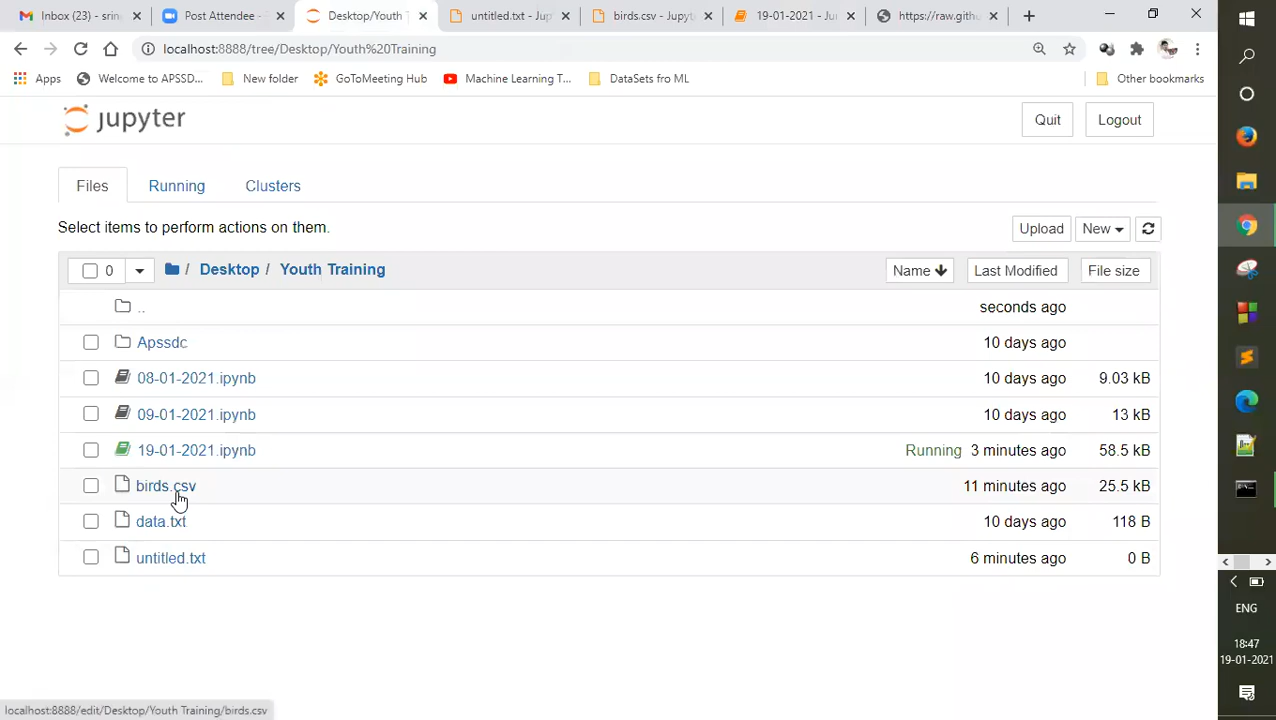 Inbox (23) - srin
Post Attendee -
Desktop/Youth T
untitled.txt - Jup
birds.csv - Jupyte
19-01-2021 - Ju
https://raw.gith
localhost:8888/tree/Desktop/Youth%20Training
Apps
Welcome to APSSD...
New folder
GoToMeeting Hub
Machine Learning T...
DataSets fro ML
Other bookmarks
jupyter
Quit
Logout
Files
Running
Clusters
Select items to perform actions on them.
Upload
New
0
/ Desktop / Youth Training
Name
Last Modified
File size
..
seconds ago
Apssdc
10 days ago
08-01-2021.ipynb
10 days ago
9.03 kB
09-01-2021.ipynb
10 days ago
13 kB
19-01-2021.ipynb
Running
3 minutes ago
58.5 kB
birds.csv
11 minutes ago
25.5 kB
data.txt
10 days ago
118 B
untitled.txt
6 minutes ago
0 B
ENG
18:47
19-01-2021
localhost:8888/edit/Desktop/Youth Training/birds.csv